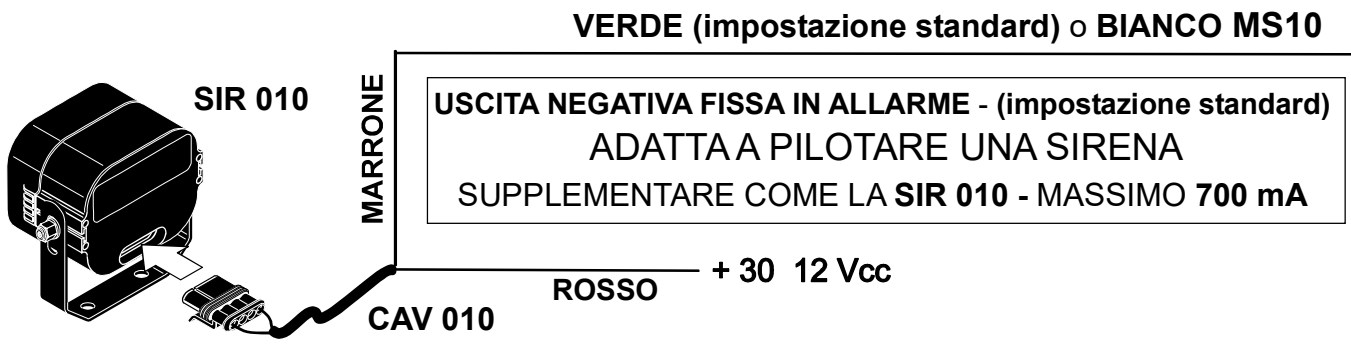 VERDE (impostazione standard) o BIANCO MS10
SIR 010
MARRONE
USCITA NEGATIVA FISSA IN ALLARME - (impostazione standard)
ADATTA A PILOTARE UNA SIRENA
SUPPLEMENTARE COME LA SIR 010 - MASSIMO 700 mA
+ 30 12 Vcc
ROSSO
CAV 010